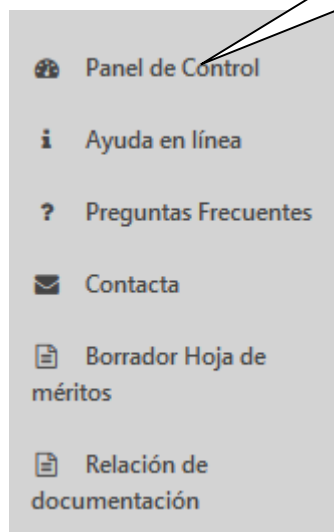 Panel de Control
Ayuda en línea
Preguntas Frecuentes
Contacta
Borrador Hoja de
méritos
Relación de
documentación